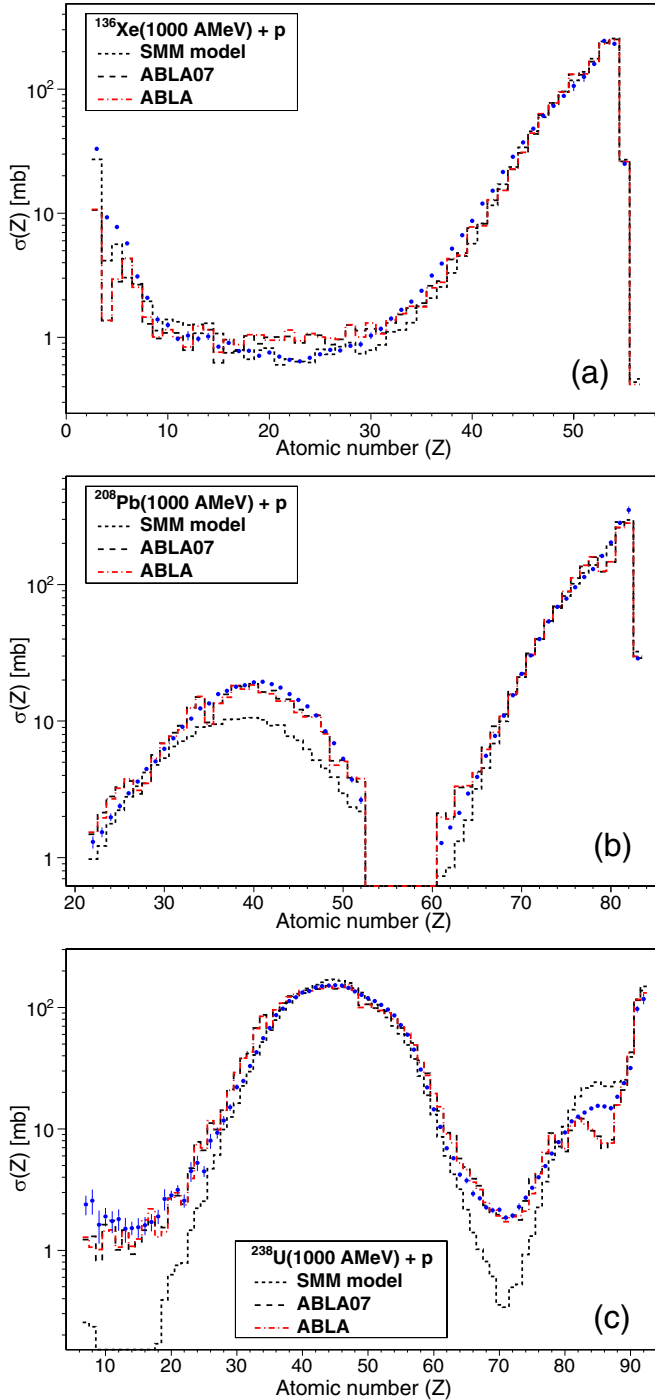 ¹³⁶Xe(1000 AMeV) + p
SMM model
ABLA07
ABLA
10²
10
1
σ(Z) [mb]
(a)
0 10 20 30 40 50
Atomic number (Z)
²⁰⁸Pb(1000 AMeV) + p
SMM model
ABLA07
ABLA
10²
10
1
σ(Z) [mb]
(b)
20 30 40 50 60 70 80
Atomic number (Z)
10²
10
1
σ(Z) [mb]
²³⁸U(1000 AMeV) + p
SMM model
ABLA07
ABLA
(c)
10 20 30 40 50 60 70 80 90
Atomic number (Z)